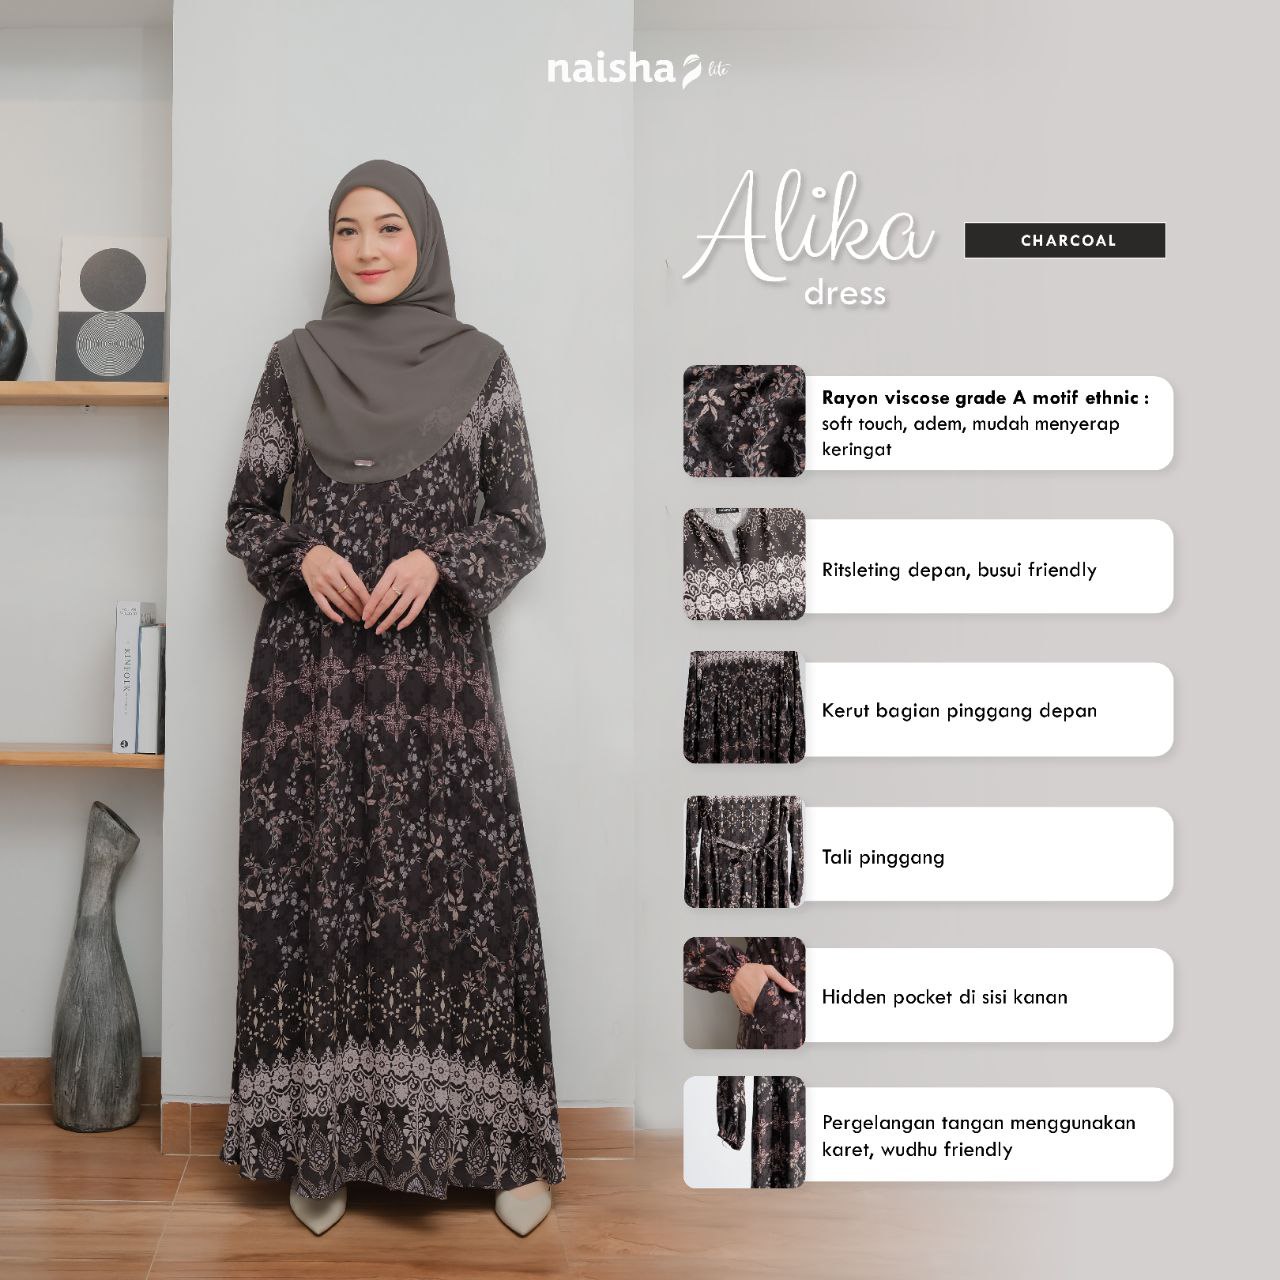 naisha lite
Alika
dress
CHARCOAL
Rayon viscose grade A motif ethnic :
soft touch, adem, mudah menyerap
keringat
Ritsleting depan, busui friendly
Kerut bagian pinggang depan
Tali pinggang
Hidden pocket di sisi kanan
Pergelangan tangan menggunakan
karet, wudhu friendly
KINFOLK